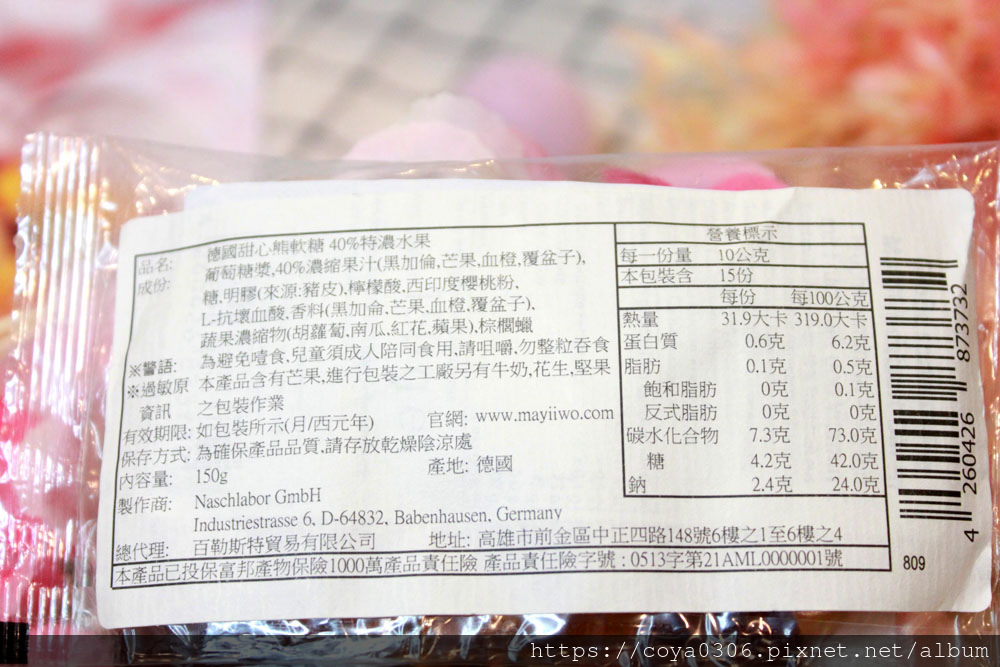 品名: 德國甜心熊軟糖 40%特濃水果
成份: 葡萄糖漿,40%濃縮果汁(黑加侖,芒果,血橙,覆盆子),
糖,明膠(來源:豬皮),檸檬酸,西印度櫻桃粉,
L-抗壞血酸,香料(黑加侖,芒果,血橙,覆盆子),
蔬果濃縮物(胡蘿蔔,南瓜,紅花,蘋果),棕櫚蠟
※警語: 為避免噎食,兒童須成人陪同食用,請咀嚼,勿整粒吞食
※過敏原 本產品含有芒果,進行包裝之工廠另有牛奶,花生,堅果
資訊 之包裝作業
有效期限: 如包裝所示(月/西元年) 官網: www.mayiiwo.com
保存方式: 為確保產品品質,請存放乾燥陰涼處
內容量: 150g 產地: 德國
製作商: Naschlabor GmbH
Industriestrasse 6, D-64832, Babenhausen, Germany
總代理: 百勒斯特貿易有限公司 地址: 高雄市前金區中正四路148號6樓之1至6樓之4
本產品已投保富邦產物保險1000萬產品責任險 產品責任險字號:0513字第21AML0000001號
營養標示
每一份量 10公克
本包裝含 15份
每份 每100公克
熱量 31.9大卡 319.0大卡
蛋白質 0.6克 6.2克
脂肪 0.1克 0.5克
飽和脂肪 0克 0.1克
反式脂肪 0克 0克
碳水化合物 7.3克 73.0克
糖 4.2克 42.0克
鈉 2.4克 24.0克
4 260426 873732
809
https://coya0306.pixnet.net/album